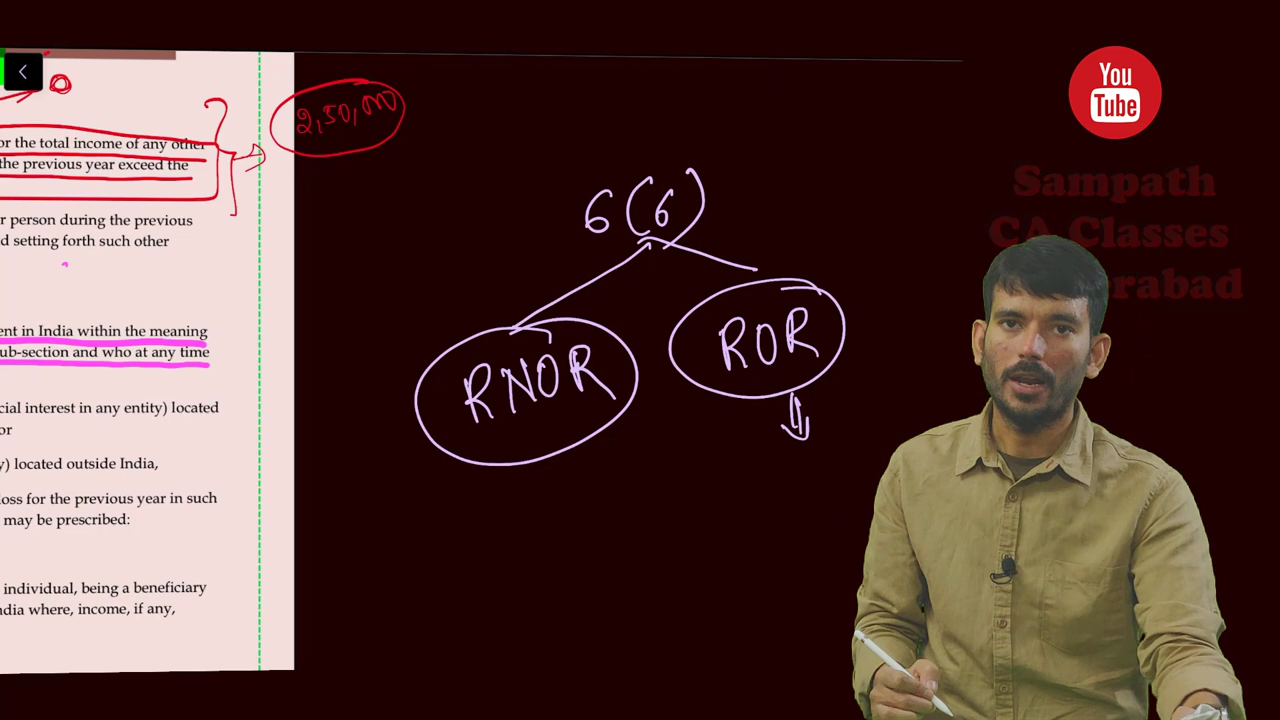 2,50,000
or the total income of any other
the previous year exceed the
r person during the previous
d setting forth such other
ent in India within the meaning
ub-section and who at any time
cial interest in any entity) located
or
y) located outside India,
loss for the previous year in such
may be prescribed:
individual, being a beneficiary
ndia where, income, if any,
6(6)
RNOR
ROR
You
Tube
Sampath
CA Classes
erabad